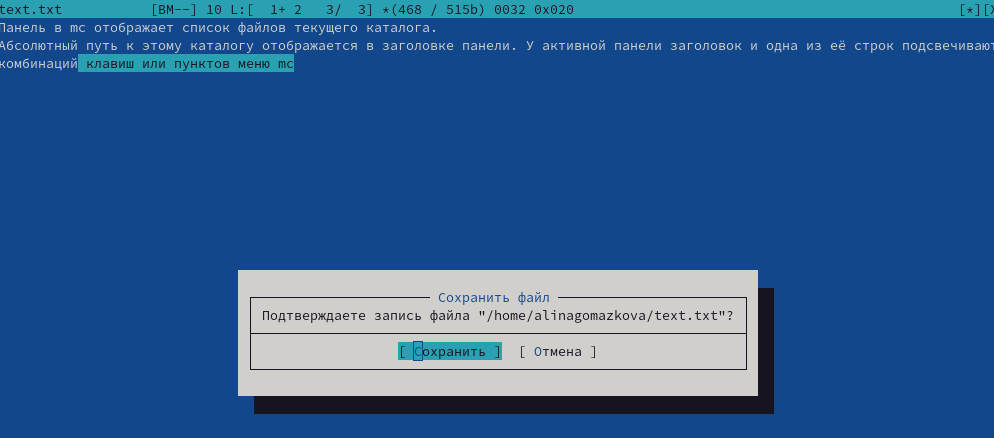 text.txt [BM--] 10 L:[ 1+ 2 3/ 3] *(468 / 515b) 0032 0x020 [*][X
Панель в mc отображает список файлов текущего каталога.
Абсолютный путь к этому каталогу отображается в заголовке панели. У активной панели заголовок и одна из её строк подсвечивают
комбинаций клавиш или пунктов меню mc
Сохранить файл
Подтверждаете запись файла "/home/alinagomazkova/text.txt"?
[ Сохранить ] [ Отмена ]